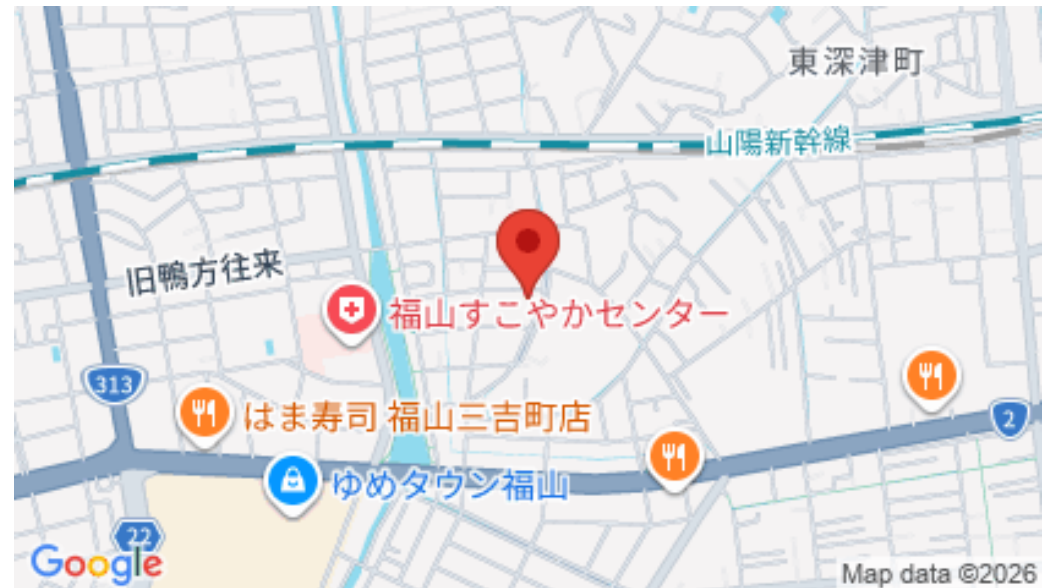 東深津町
山陽新幹線
旧鴨方往来
福山すこやかセンター
313
はま寿司 福山三吉町店
2
ゆめタウン福山
22
Google
Map data ©2026